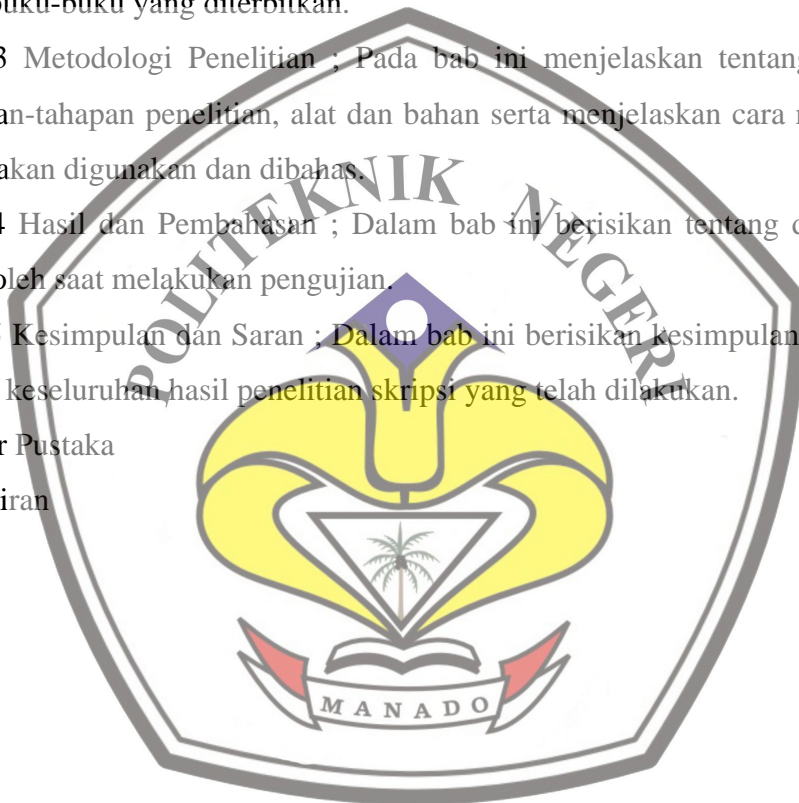 buku-buku yang diterbitkan.
3 Metodologi Penelitian ; Pada bab ini menjelaskan tentang
an-tahapan penelitian, alat dan bahan serta menjelaskan cara
akan digunakan dan dibahas.
4 Hasil dan Pembahasan ; Dalam bab ini berisikan tentang
oleh saat melakukan pengujian.
Kesimpulan dan Saran ; Dalam bab ini berisikan kesimpulan
keseluruhan hasil penelitian skripsi yang telah dilakukan.
r Pustaka
iran
POLITEKNIK NEGERI
MANADO